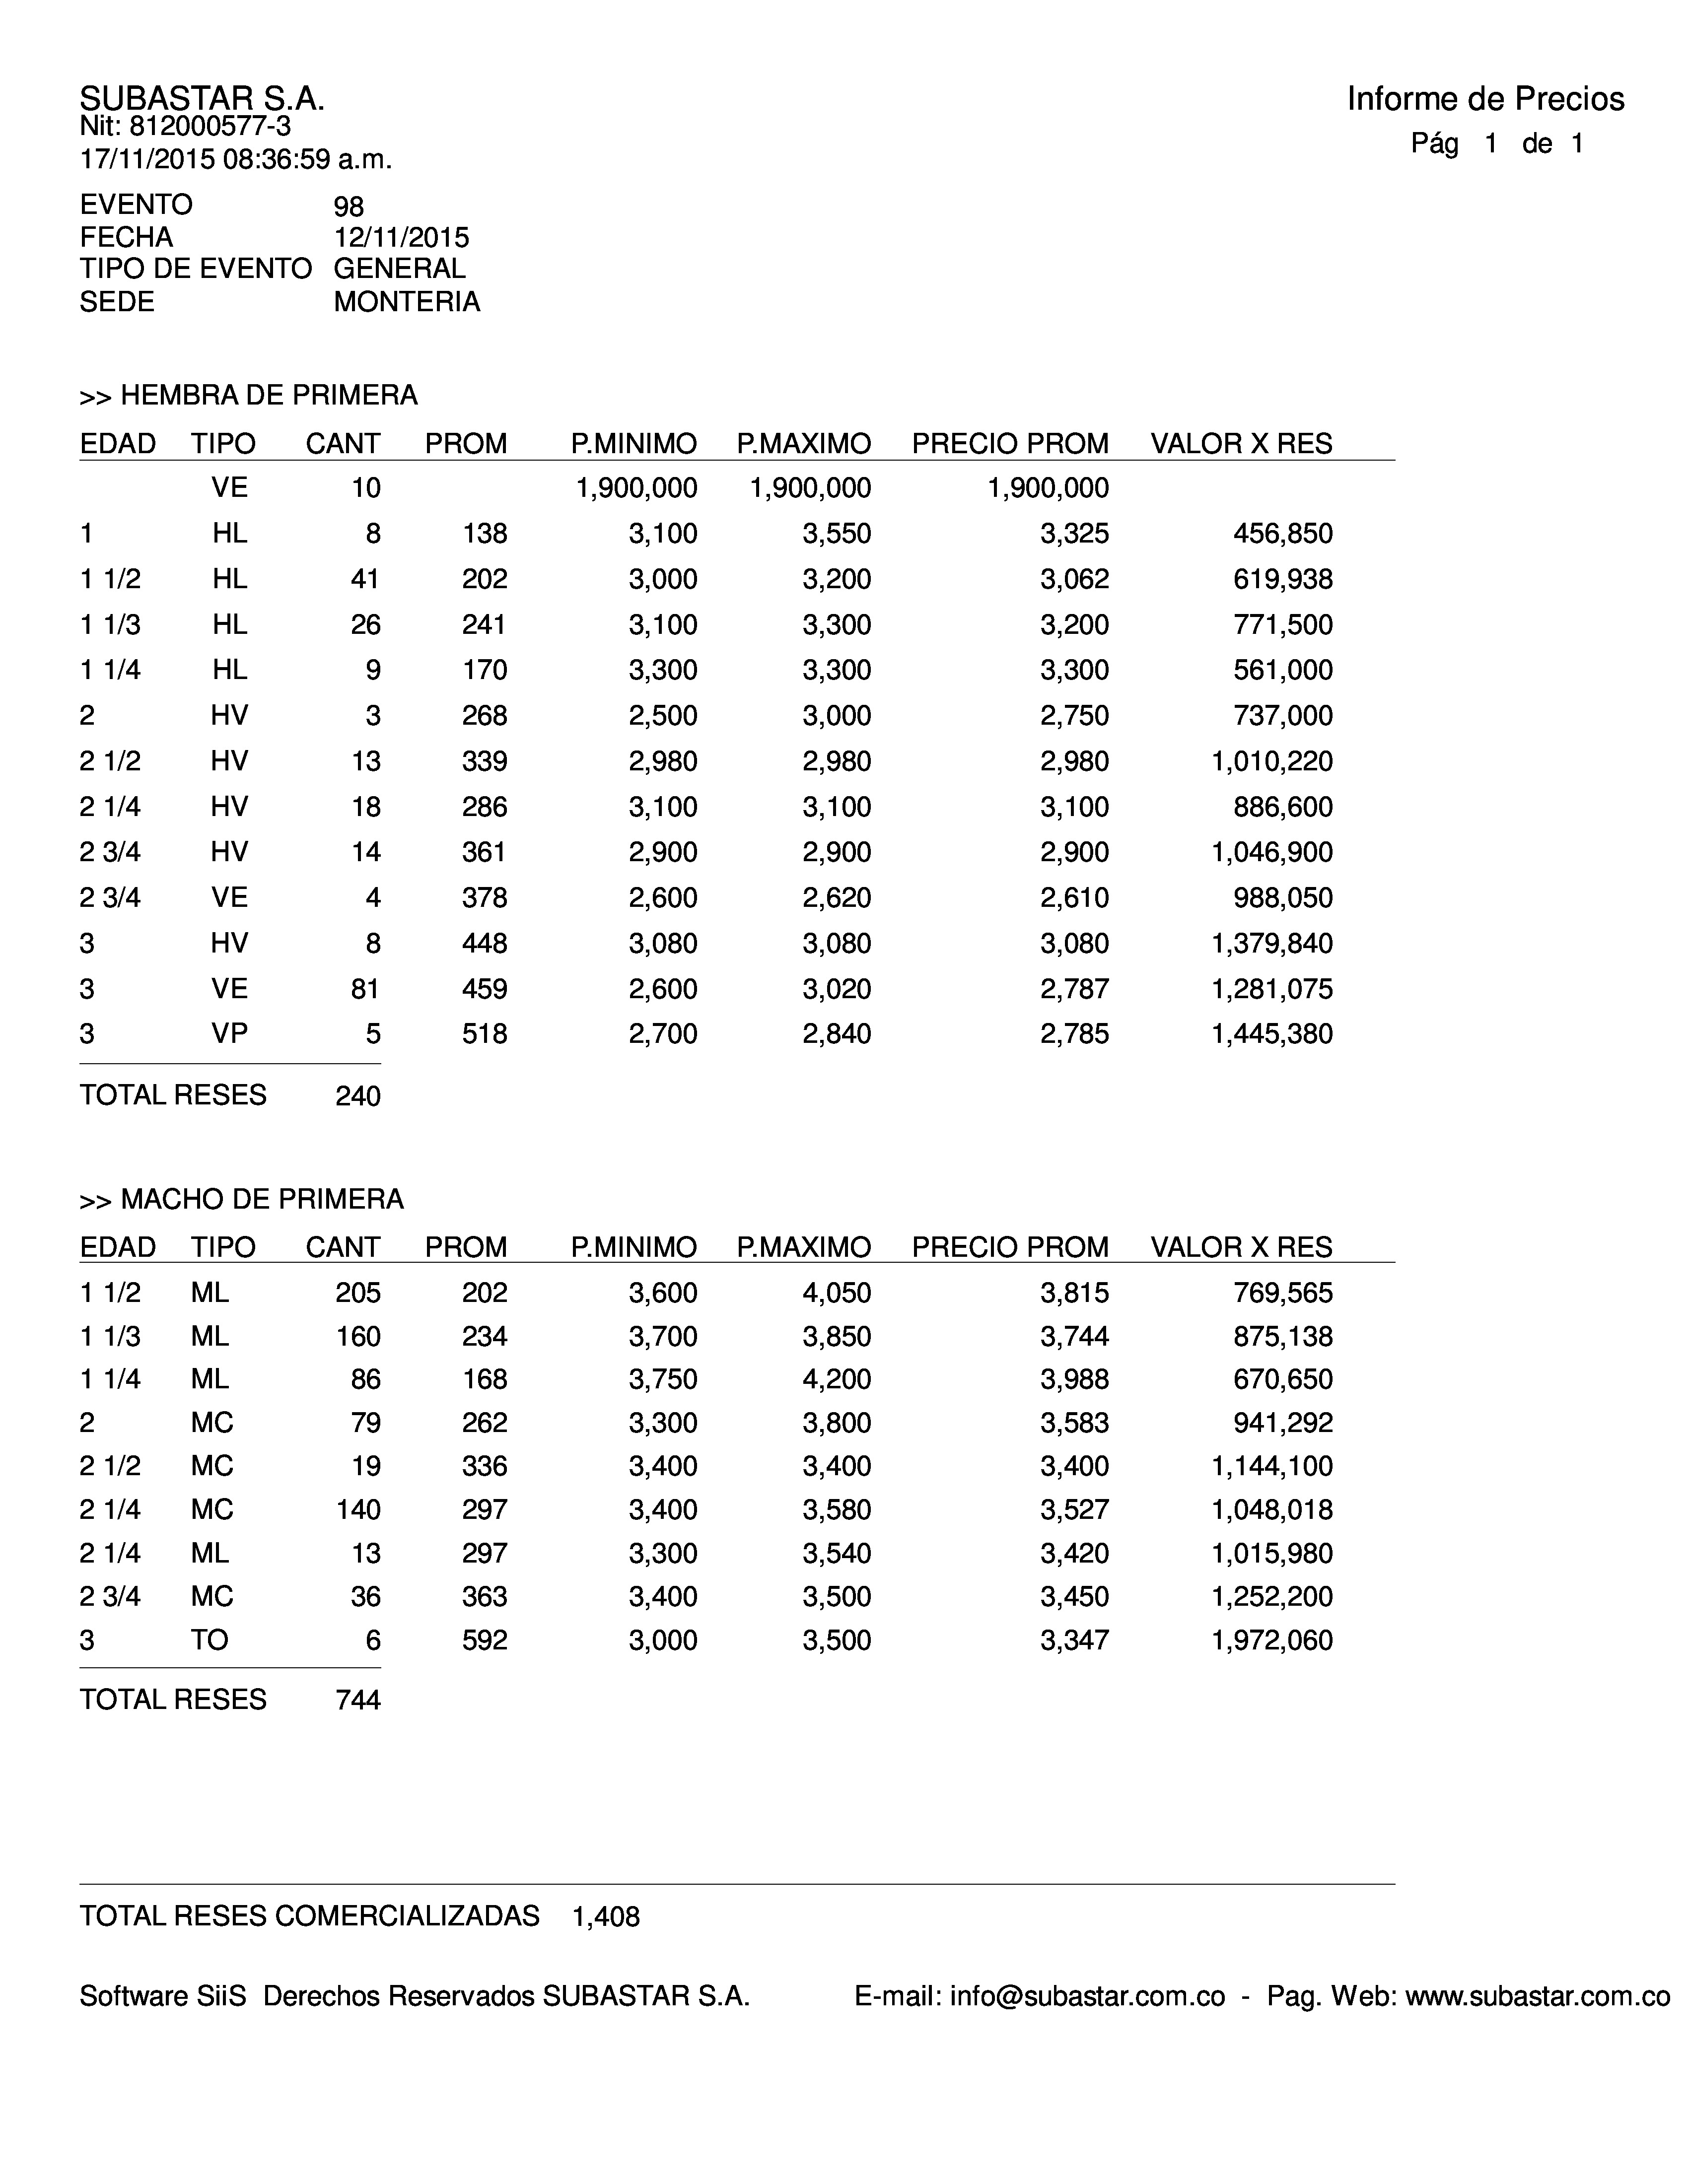 SUBASTAR S.A.
Informe de Precios
Nit: 812000577-3
Pág 1 de 1
17/11/2015 08:36:59 a.m.
EVENTO 98
FECHA 12/11/2015
TIPO DE EVENTO GENERAL
SEDE MONTERIA
>> HEMBRA DE PRIMERA
EDAD TIPO CANT PROM P.MINIMO P.MAXIMO PRECIO PROM VALOR X RES
VE 10 1,900,000 1,900,000 1,900,000
1 HL 8 138 3,100 3,550 3,325 456,850
1 1/2 HL 41 202 3,000 3,200 3,062 619,938
1 1/3 HL 26 241 3,100 3,300 3,200 771,500
1 1/4 HL 9 170 3,300 3,300 3,300 561,000
2 HV 3 268 2,500 3,000 2,750 737,000
2 1/2 HV 13 339 2,980 2,980 2,980 1,010,220
2 1/4 HV 18 286 3,100 3,100 3,100 886,600
2 3/4 HV 14 361 2,900 2,900 2,900 1,046,900
2 3/4 VE 4 378 2,600 2,620 2,610 988,050
3 HV 8 448 3,080 3,080 3,080 1,379,840
3 VE 81 459 2,600 3,020 2,787 1,281,075
3 VP 5 518 2,700 2,840 2,785 1,445,380
TOTAL RESES 240
>> MACHO DE PRIMERA
EDAD TIPO CANT PROM P.MINIMO P.MAXIMO PRECIO PROM VALOR X RES
1 1/2 ML 205 202 3,600 4,050 3,815 769,565
1 1/3 ML 160 234 3,700 3,850 3,744 875,138
1 1/4 ML 86 168 3,750 4,200 3,988 670,650
2 MC 79 262 3,300 3,800 3,583 941,292
2 1/2 MC 19 336 3,400 3,400 3,400 1,144,100
2 1/4 MC 140 297 3,400 3,580 3,527 1,048,018
2 1/4 ML 13 297 3,300 3,540 3,420 1,015,980
2 3/4 MC 36 363 3,400 3,500 3,450 1,252,200
3 TO 6 592 3,000 3,500 3,347 1,972,060
TOTAL RESES 744
TOTAL RESES COMERCIALIZADAS 1,408
Software SiiS Derechos Reservados SUBASTAR S.A. E-mail: info@subastar.com.co - Pag. Web: www.subastar.com.co